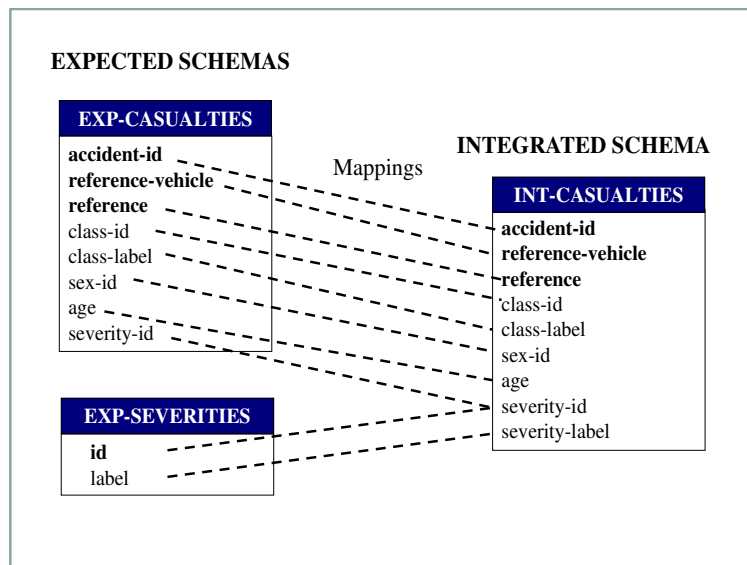 EXPECTED SCHEMAS
EXP-CASUALTIES
accident-id
reference-vehicle
reference
class-id
class-label
sex-id
age
severity-id
EXP-SEVERITIES
id
label
Mappings
INTEGRATED SCHEMA
INT-CASUALTIES
accident-id
reference-vehicle
reference
class-id
class-label
sex-id
age
severity-id
severity-label